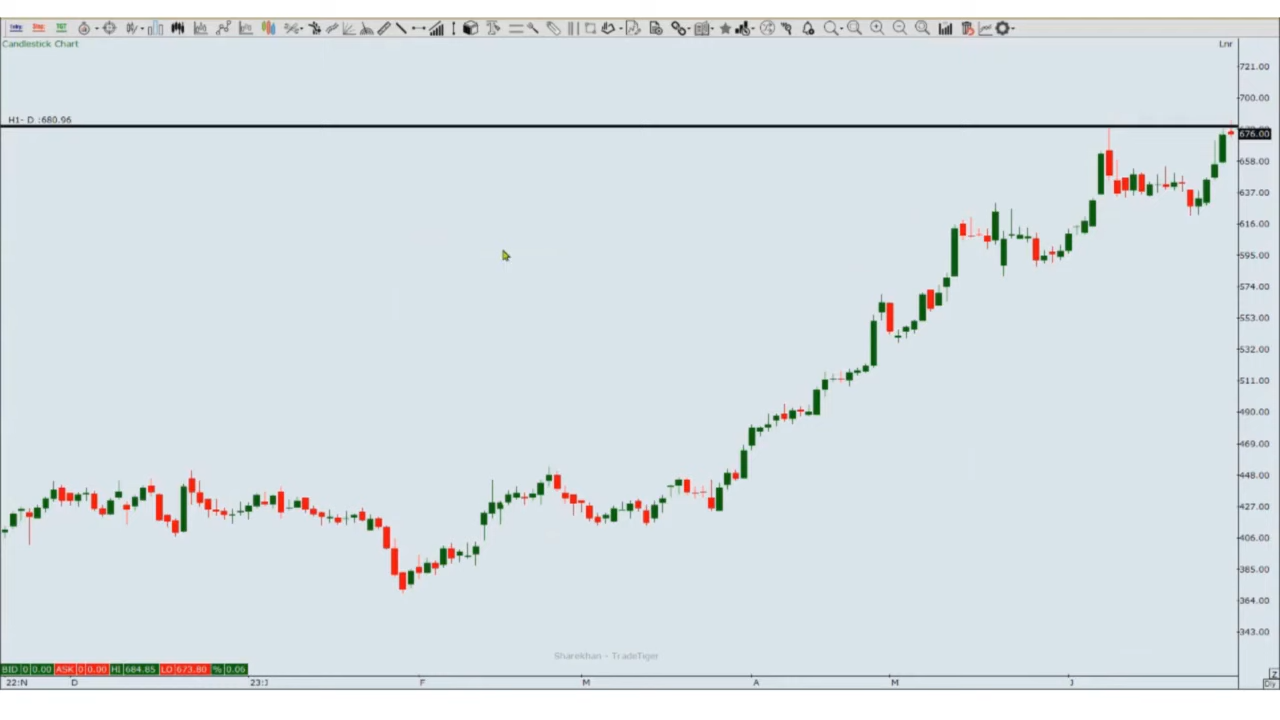 Candlestick Chart
Lnr
721.00
700.00
H1- D :680.96
676.00
658.00
637.00
616.00
595.00
574.00
553.00
532.00
511.00
490.00
469.00
448.00
427.00
406.00
385.00
364.00
343.00
Sharekhan - TradeTiger
BID 0 0.00 ASK 0 0.00 HI 684.85 LO 673.80 % 0.06
22:N D 23:J F M A M J
Z
Dly